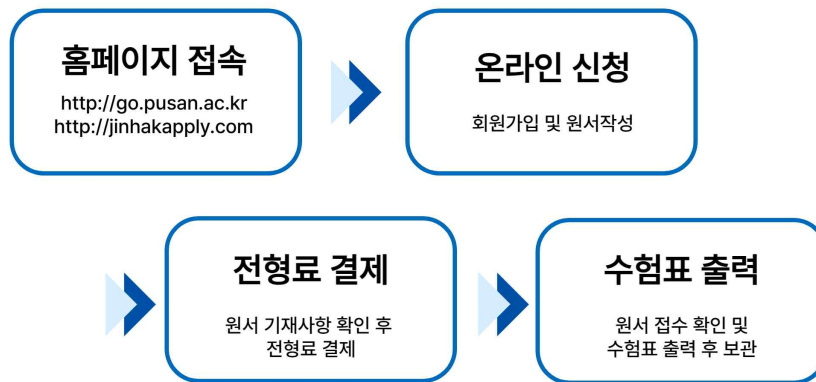 홈페이지 접속
http://go.pusan.ac.kr
http://jinhakapply.com
온라인 신청
회원가입 및 원서작성
전형료 결제
원서 기재사항 확인 후
전형료 결제
수험표 출력
원서 접수 확인 및
수험표 출력 후 보관